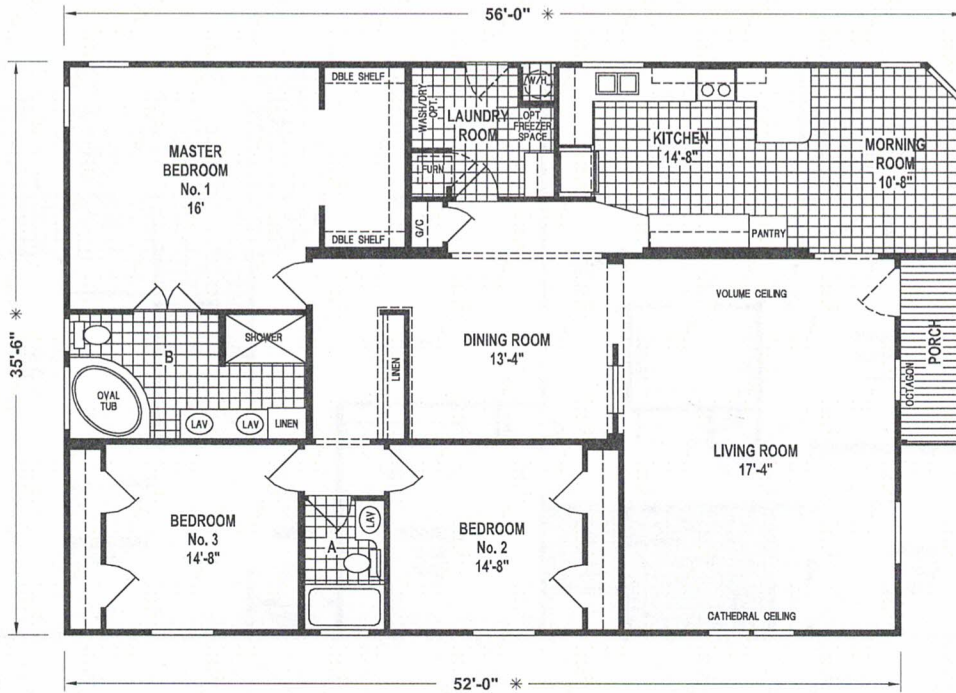 56'-0" ✳
DBLE SHELF
WASH/DRY
OPT.
LAUNDRY
ROOM
W/H
OPT.
FREEZER
SPACE
KITCHEN
14'-8"
MORNING
ROOM
10'-8"
MASTER
BEDROOM
No. 1
16'
FURN
G/C
DBLE SHELF
PANTRY
35'-6" ✳
SHOWER
B
OVAL
TUB
LAV
LAV
LINEN
LINEN
DINING ROOM
13'-4"
VOLUME CEILING
OCTAGON
PORCH
LIVING ROOM
17'-4"
BEDROOM
No. 3
14'-8"
A
LAV
BEDROOM
No. 2
14'-8"
CATHEDRAL CEILING
52'-0" ✳